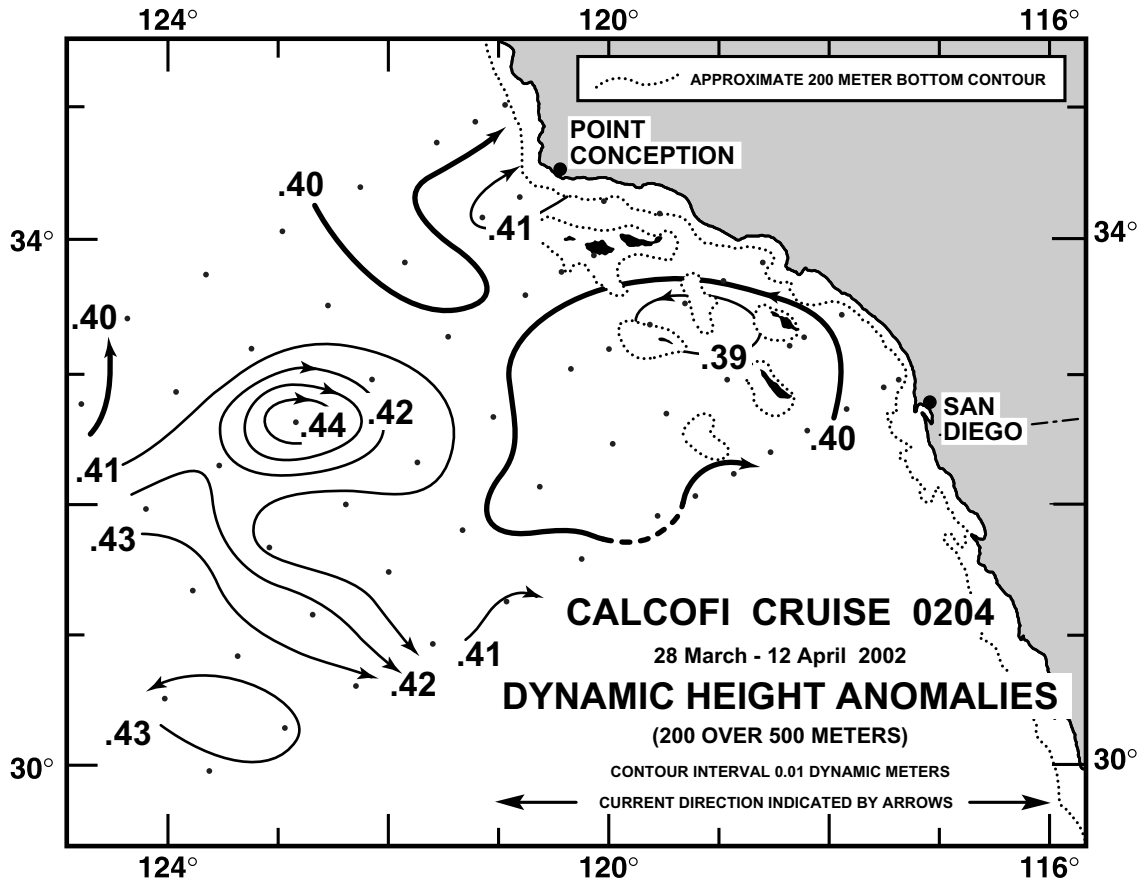 124° 120° 116°
APPROXIMATE 200 METER BOTTOM CONTOUR
POINT
CONCEPTION
.40
.41
34° 34°
.40
.39
.42
.44
SAN
DIEGO
.40
.41
.43
CALCOFI CRUISE 0204
.41
28 March - 12 April 2002
.42
DYNAMIC HEIGHT ANOMALIES
.43
(200 OVER 500 METERS)
30° 30°
CONTOUR INTERVAL 0.01 DYNAMIC METERS
CURRENT DIRECTION INDICATED BY ARROWS
124° 120° 116°